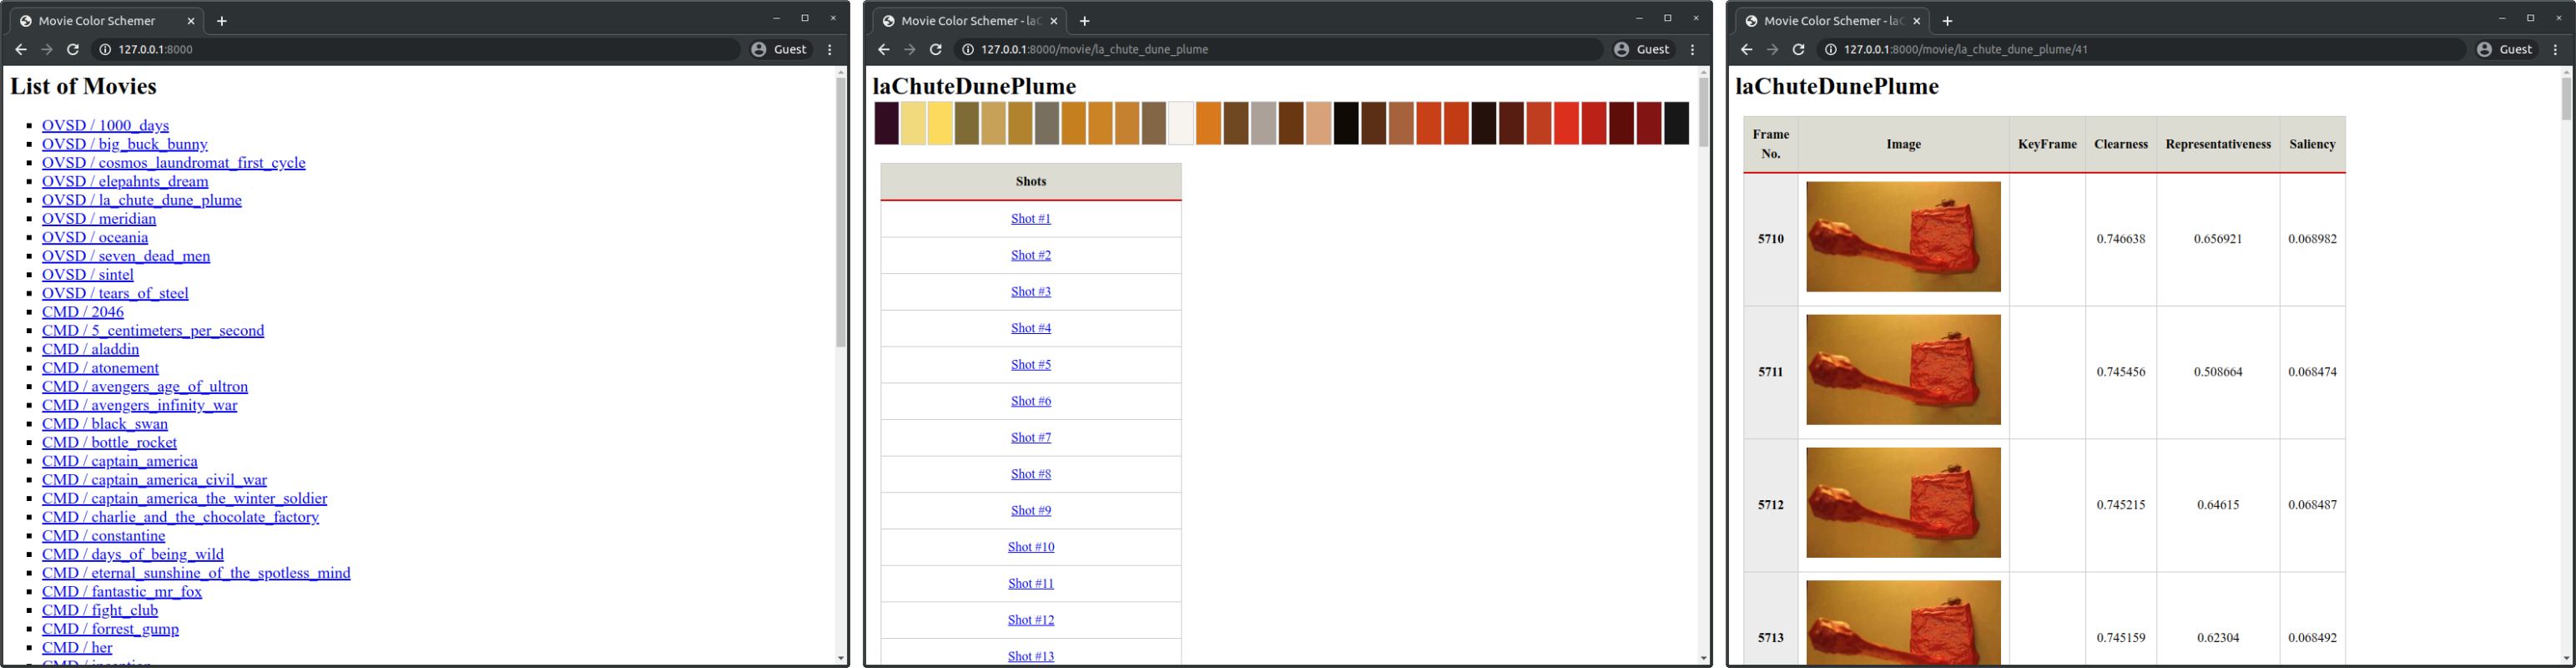 Movie Color Schemer
127.0.0.1:8000
Guest
List of Movies
OVSD / 1000_days
OVSD / big_buck_bunny
OVSD / cosmos_laundromat_first_cycle
OVSD / elepahnts_dream
OVSD / la_chute_dune_plume
OVSD / meridian
OVSD / oceania
OVSD / seven_dead_men
OVSD / sintel
OVSD / tears_of_steel
CMD / 2046
CMD / 5_centimeters_per_second
CMD / aladdin
CMD / atonement
CMD / avengers_age_of_ultron
CMD / avengers_infinity_war
CMD / black_swan
CMD / bottle_rocket
CMD / captain_america
CMD / captain_america_civil_war
CMD / captain_america_the_winter_soldier
CMD / charlie_and_the_chocolate_factory
CMD / constantine
CMD / days_of_being_wild
CMD / eternal_sunshine_of_the_spotless_mind
CMD / fantastic_mr_fox
CMD / fight_club
CMD / forrest_gump
CMD / her
Movie Color Schemer - laC
127.0.0.1:8000/movie/la_chute_dune_plume
Guest
laChuteDunePlume
Shots
Shot #1
Shot #2
Shot #3
Shot #4
Shot #5
Shot #6
Shot #7
Shot #8
Shot #9
Shot #10
Shot #11
Shot #12
Shot #13
Movie Color Schemer - laC
127.0.0.1:8000/movie/la_chute_dune_plume/41
Guest
laChuteDunePlume
Frame No. Image KeyFrame Clearness Representativeness Saliency
5710 0.746638 0.656921 0.068982
5711 0.745456 0.508664 0.068474
5712 0.745215 0.64615 0.068487
5713 0.745159 0.62304 0.068492